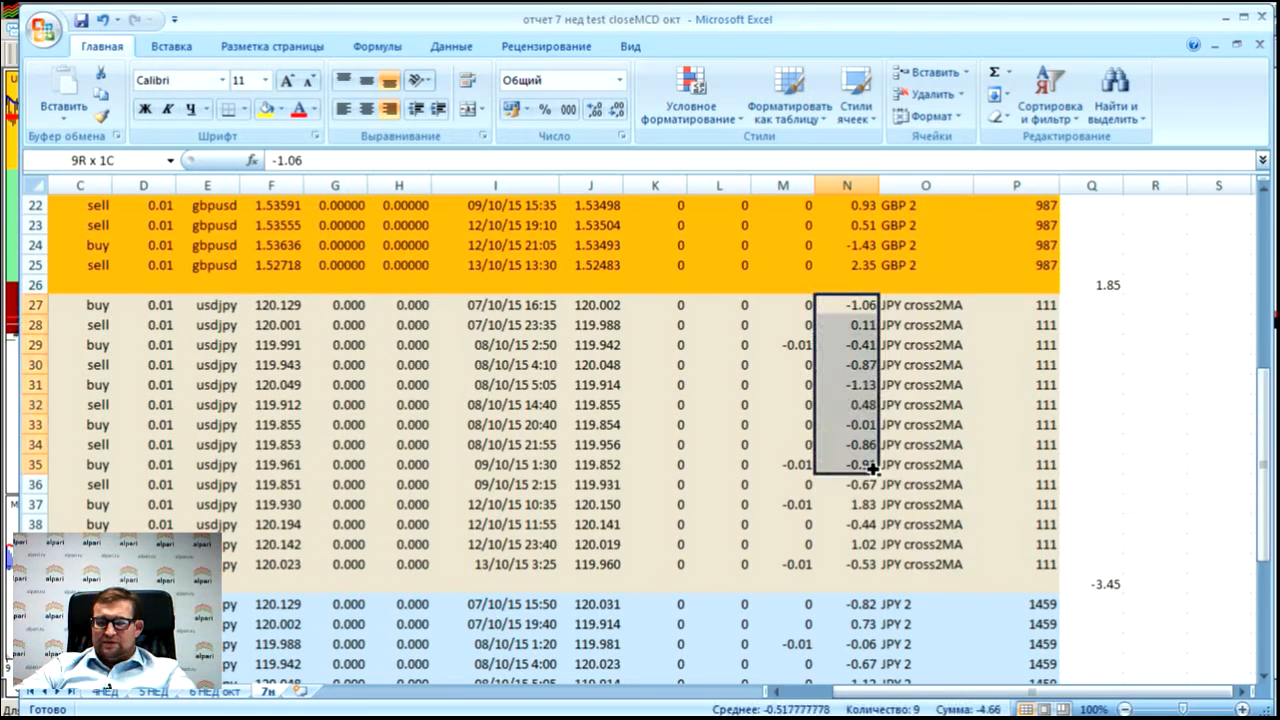 отчет 7 нед test closeMCD окт - Microsoft Excel
Главная Вставка Разметка страницы Формулы Данные Рецензирование Вид
Вставить
Calibri 11
Ж К Ч
Общий
% 000
Условное форматирование
Форматировать как таблицу
Стили ячеек
Вставить
Удалить
Формат
Σ
Сортировка и фильтр
Найти и выделить
Буфер обмена Шрифт Выравнивание Число Стили Ячейки Редактирование
9R x 1C fx -1.06
C D E F G H I J K L M N O P Q R S
22 sell 0.01 gbpusd 1.53591 0.00000 0.00000 09/10/15 15:35 1.53498 0 0 0 0.93 GBP 2 987
23 sell 0.01 gbpusd 1.53555 0.00000 0.00000 12/10/15 19:10 1.53504 0 0 0 0.51 GBP 2 987
24 buy 0.01 gbpusd 1.53636 0.00000 0.00000 12/10/15 21:05 1.53493 0 0 0 -1.43 GBP 2 987
25 sell 0.01 gbpusd 1.52718 0.00000 0.00000 13/10/15 13:30 1.52483 0 0 0 2.35 GBP 2 987
26 1.85
27 buy 0.01 usdjpy 120.129 0.000 0.000 07/10/15 16:15 120.002 0 0 0 -1.06 JPY cross2MA 111
28 sell 0.01 usdjpy 120.001 0.000 0.000 07/10/15 23:35 119.988 0 0 0 0.11 JPY cross2MA 111
29 buy 0.01 usdjpy 119.991 0.000 0.000 08/10/15 2:50 119.942 0 0 -0.01 -0.41 JPY cross2MA 111
30 sell 0.01 usdjpy 119.943 0.000 0.000 08/10/15 4:10 120.048 0 0 0 -0.87 JPY cross2MA 111
31 buy 0.01 usdjpy 120.049 0.000 0.000 08/10/15 5:05 119.914 0 0 0 -1.13 JPY cross2MA 111
32 sell 0.01 usdjpy 119.912 0.000 0.000 08/10/15 14:40 119.855 0 0 0 0.48 JPY cross2MA 111
33 buy 0.01 usdjpy 119.855 0.000 0.000 08/10/15 20:40 119.854 0 0 0 -0.01 JPY cross2MA 111
34 sell 0.01 usdjpy 119.853 0.000 0.000 08/10/15 21:55 119.956 0 0 0 -0.86 JPY cross2MA 111
35 buy 0.01 usdjpy 119.961 0.000 0.000 09/10/15 1:30 119.852 0 0 -0.01 JPY cross2MA 111
36 sell 0.01 usdjpy 119.851 0.000 0.000 09/10/15 2:15 119.931 0 0 0 -0.67 JPY cross2MA 111
37 buy 0.01 usdjpy 119.930 0.000 0.000 12/10/15 10:35 120.150 0 0 -0.01 1.83 JPY cross2MA 111
38 buy 0.01 usdjpy 120.194 0.000 0.000 12/10/15 11:55 120.141 0 0 0 -0.44 JPY cross2MA 111
120.142 0.000 0.000 12/10/15 23:40 120.019 0 0 0 1.02 JPY cross2MA 111
120.023 0.000 0.000 13/10/15 3:25 119.960 0 0 -0.01 -0.53 JPY cross2MA 111
-3.45
120.129 0.000 0.000 07/10/15 15:50 120.031 0 0 0 -0.82 JPY 2 1459
120.002 0.000 0.000 07/10/15 19:40 119.914 0 0 0 0.73 JPY 2 1459
119.988 0.000 0.000 08/10/15 1:20 119.981 0 0 -0.01 -0.06 JPY 2 1459
119.942 0.000 0.000 08/10/15 4:00 120.023 0 0 0 -0.67 JPY 2 1459
alpari
7н
Готово Среднее: -0.517777778 Количество: 9 Сумма: -4.66 100%